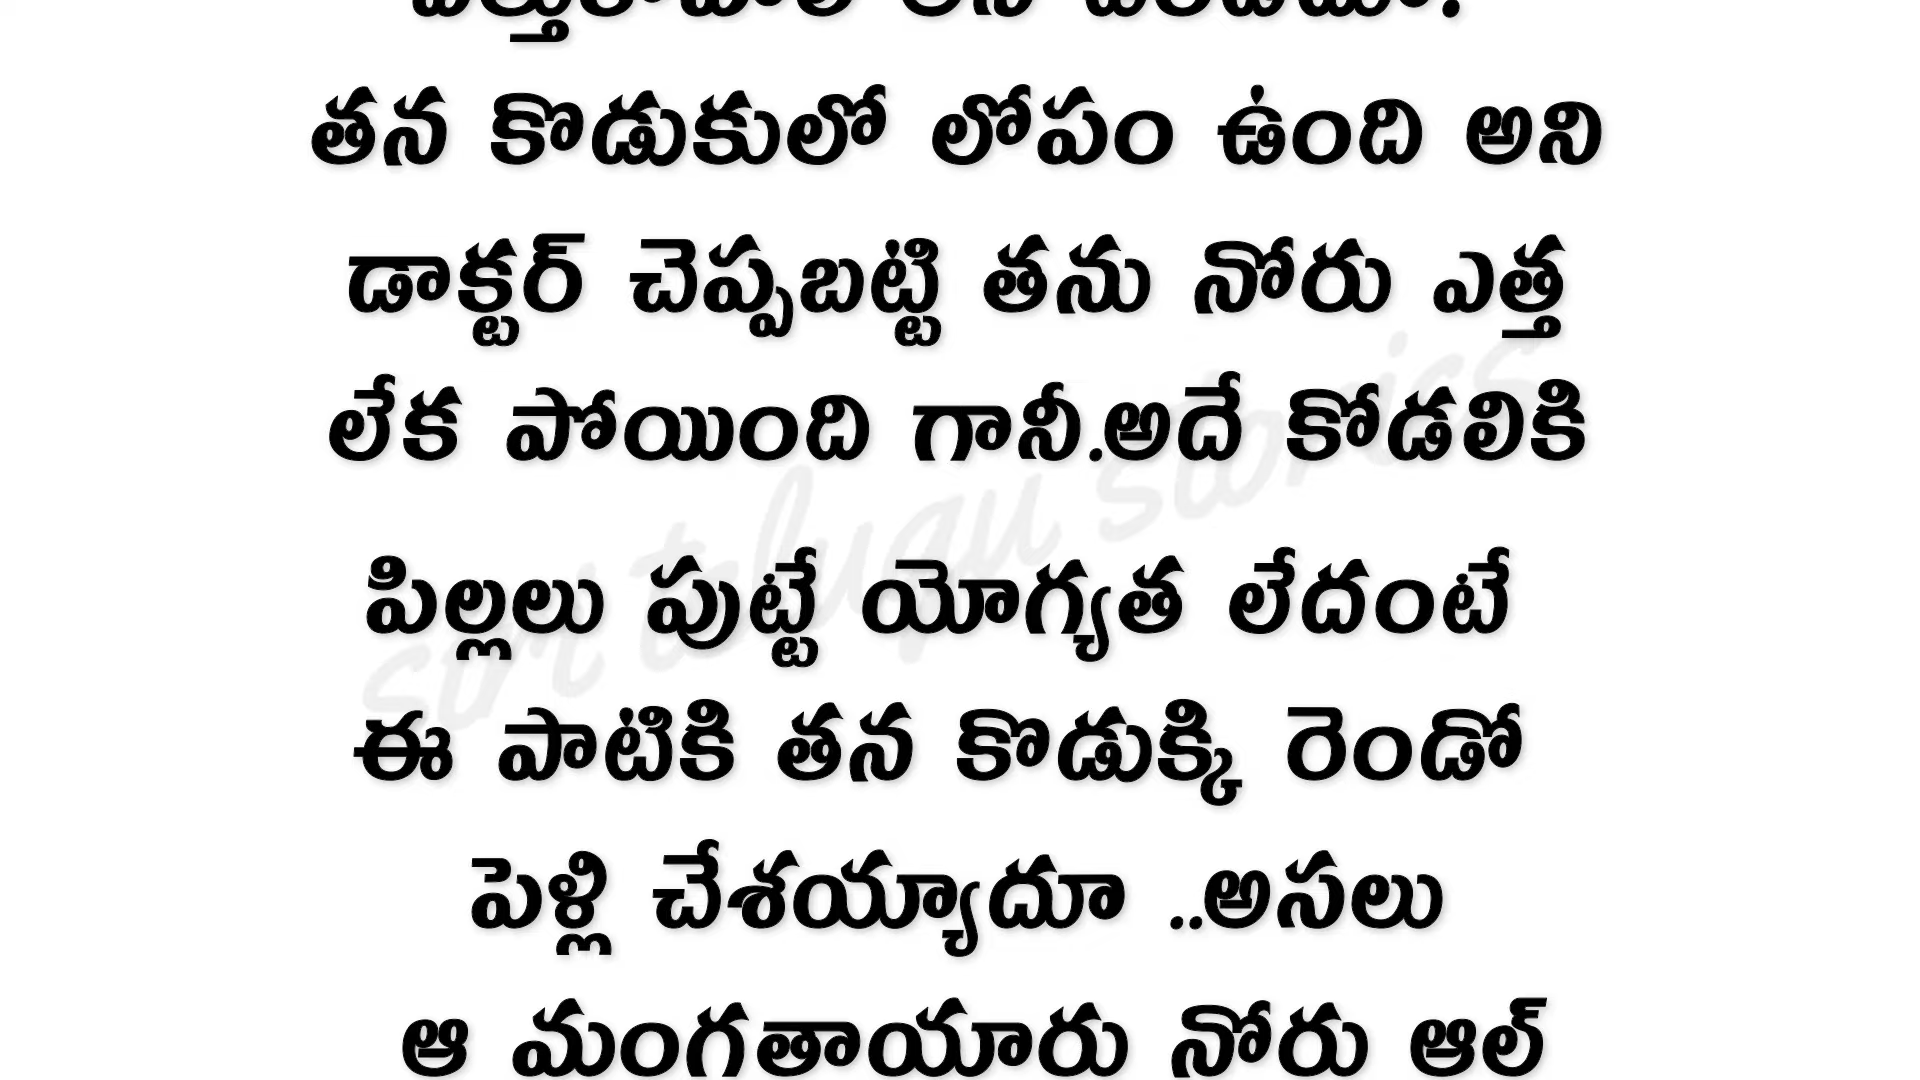 తన కొడుకులో లోపం ఉంది అని
డాక్టర్ చెప్పబట్టి తను నోరు ఎత్త
లేక పోయింది గానీ.అదే కోడలికి
పిల్లలు పుట్టే యోగ్యత లేదంటే
ఈ పాటికి తన కొడుక్కి రెండో
పెళ్లి చేశయ్యాదూ ..అసలు
ఆ మంగతాయారు నోరు ఆల్